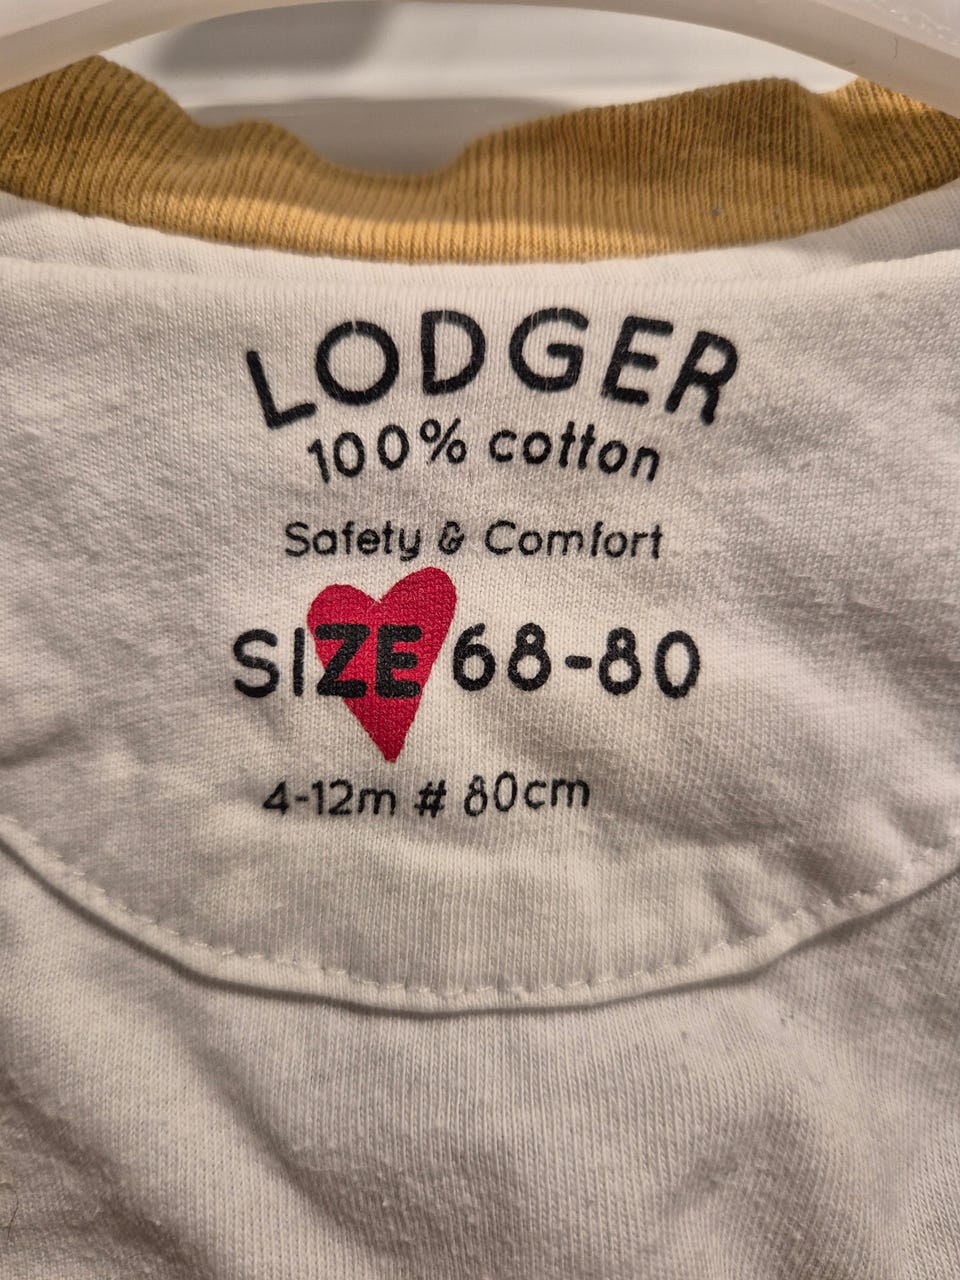 LODGER
100% cotton
Safety & Comfort
SIZE 68-80
4-12m # 80cm